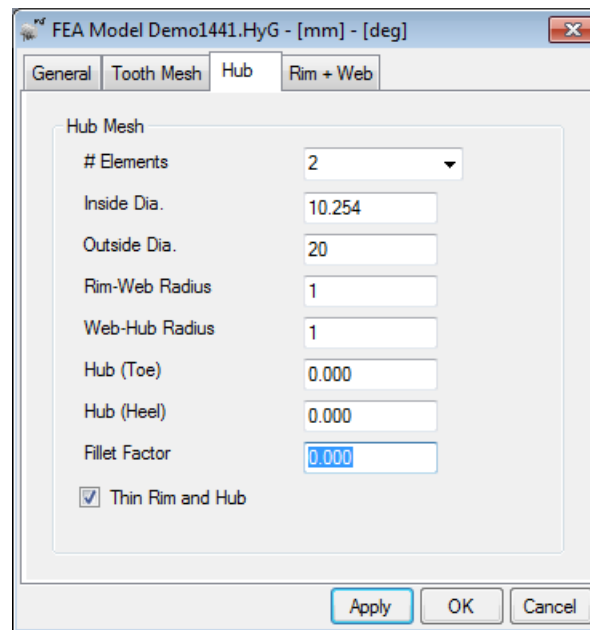 FEA Model Demo1441.HyG - [mm] - [deg]
General Tooth Mesh Hub Rim + Web
Hub Mesh
# Elements 2
Inside Dia. 10.254
Outside Dia. 20
Rim-Web Radius 1
Web-Hub Radius 1
Hub (Toe) 0.000
Hub (Heel) 0.000
Fillet Factor 0.000
Thin Rim and Hub
Apply OK Cancel